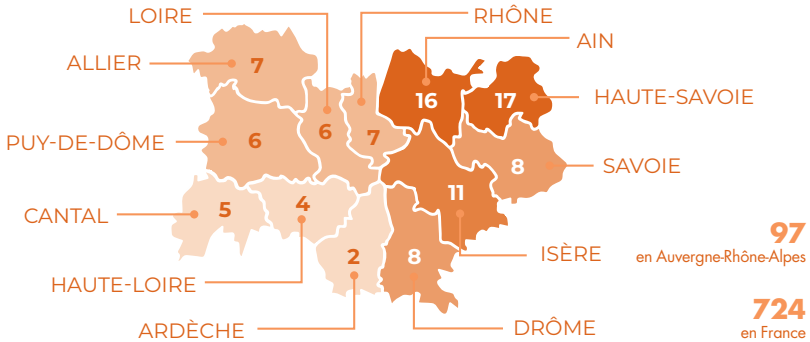 LOIRE
RHÔNE
AIN
ALLIER
7
16
17
HAUTE-SAVOIE
PUY-DE-DÔME
6
6
7
8
SAVOIE
CANTAL
5
4
11
97
en Auvergne-Rhône-Alpes
ISÈRE
2
8
HAUTE-LOIRE
724
en France
ARDÈCHE
DRÔME